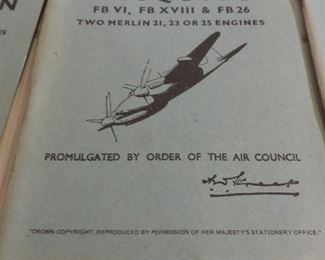 FB VI, FB XVIII & FB 26
TWO MERLIN 21, 23 OR 25 ENGINES
PROMULGATED BY ORDER OF THE AIR COUNCIL
"CROWN COPYRIGHT; REPRODUCED BY PERMISSION OF HER MAJESTY'S STATIONERY OFFICE."